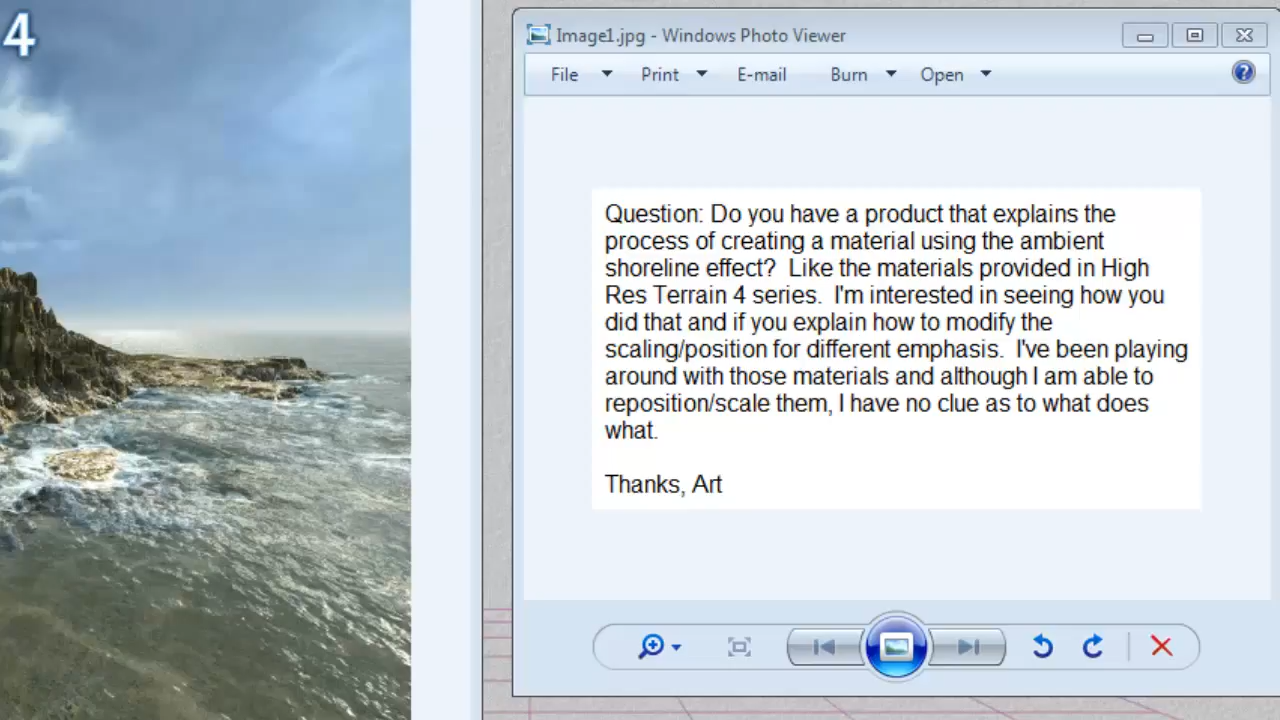 4
Image1.jpg - Windows Photo Viewer
File Print E-mail Burn Open
Question: Do you have a product that explains the
process of creating a material using the ambient
shoreline effect?  Like the materials provided in High
Res Terrain 4 series.  I'm interested in seeing how you
did that and if you explain how to modify the
scaling/position for different emphasis.  I've been playing
around with those materials and although I am able to
reposition/scale them, I have no clue as to what does
what.
Thanks, Art